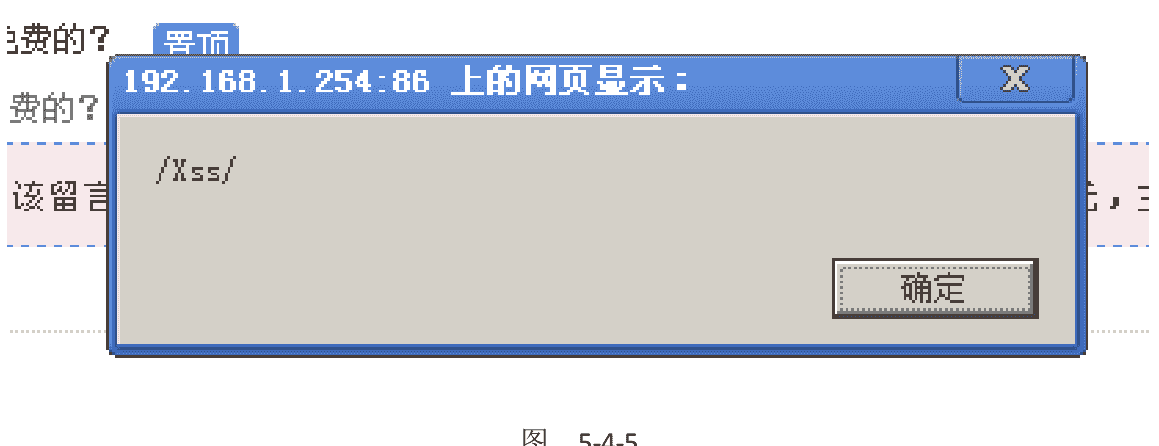 费的？ 置顶
192.168.1.254:86 上的网页显示：
X
费的？
/Xss/
该留言
确定
图 5-4-5